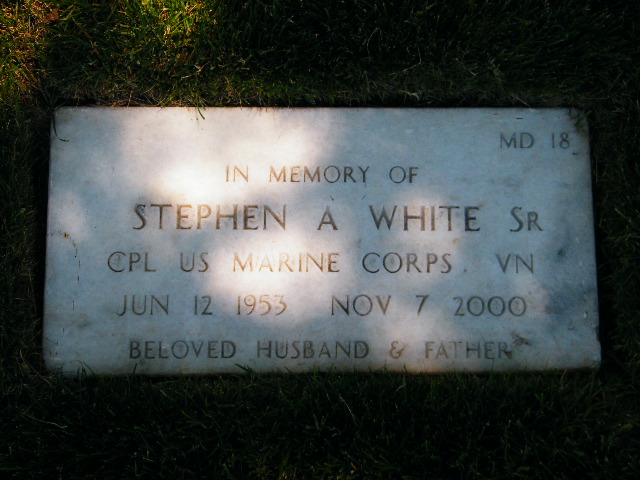 MD 18
IN MEMORY OF
STEPHEN A WHITE SR
CPL US MARINE CORPS VN
JUN 12 1953 NOV 7 2000
BELOVED HUSBAND & FATHER